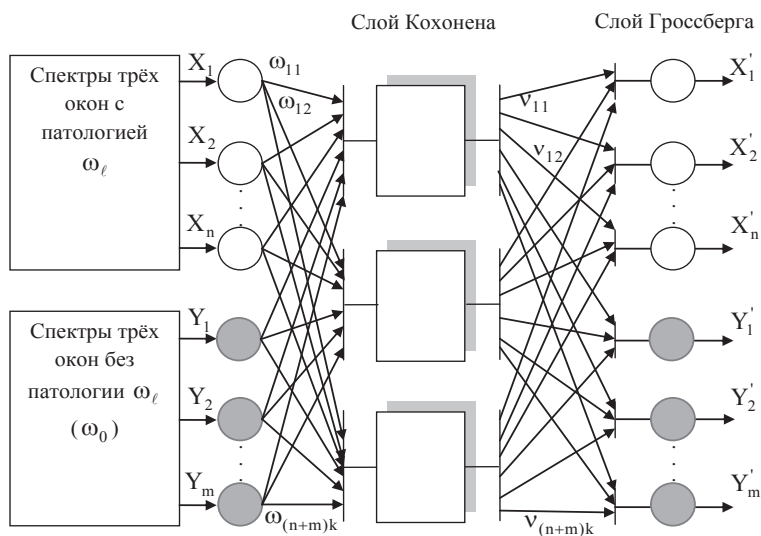 Слой Кохонена
Слой Гроссберга
Спектры трёх
окон с
патологией
ω_ℓ
X_1
X_2
X_n
ω_11
ω_12
ν_11
ν_12
X'_1
X'_2
X'_n
Спектры трёх
окон без
патологии ω_ℓ
(ω_0)
Y_1
Y_2
Y_m
ω_(n+m)k
ν_(n+m)k
Y'_1
Y'_2
Y'_m